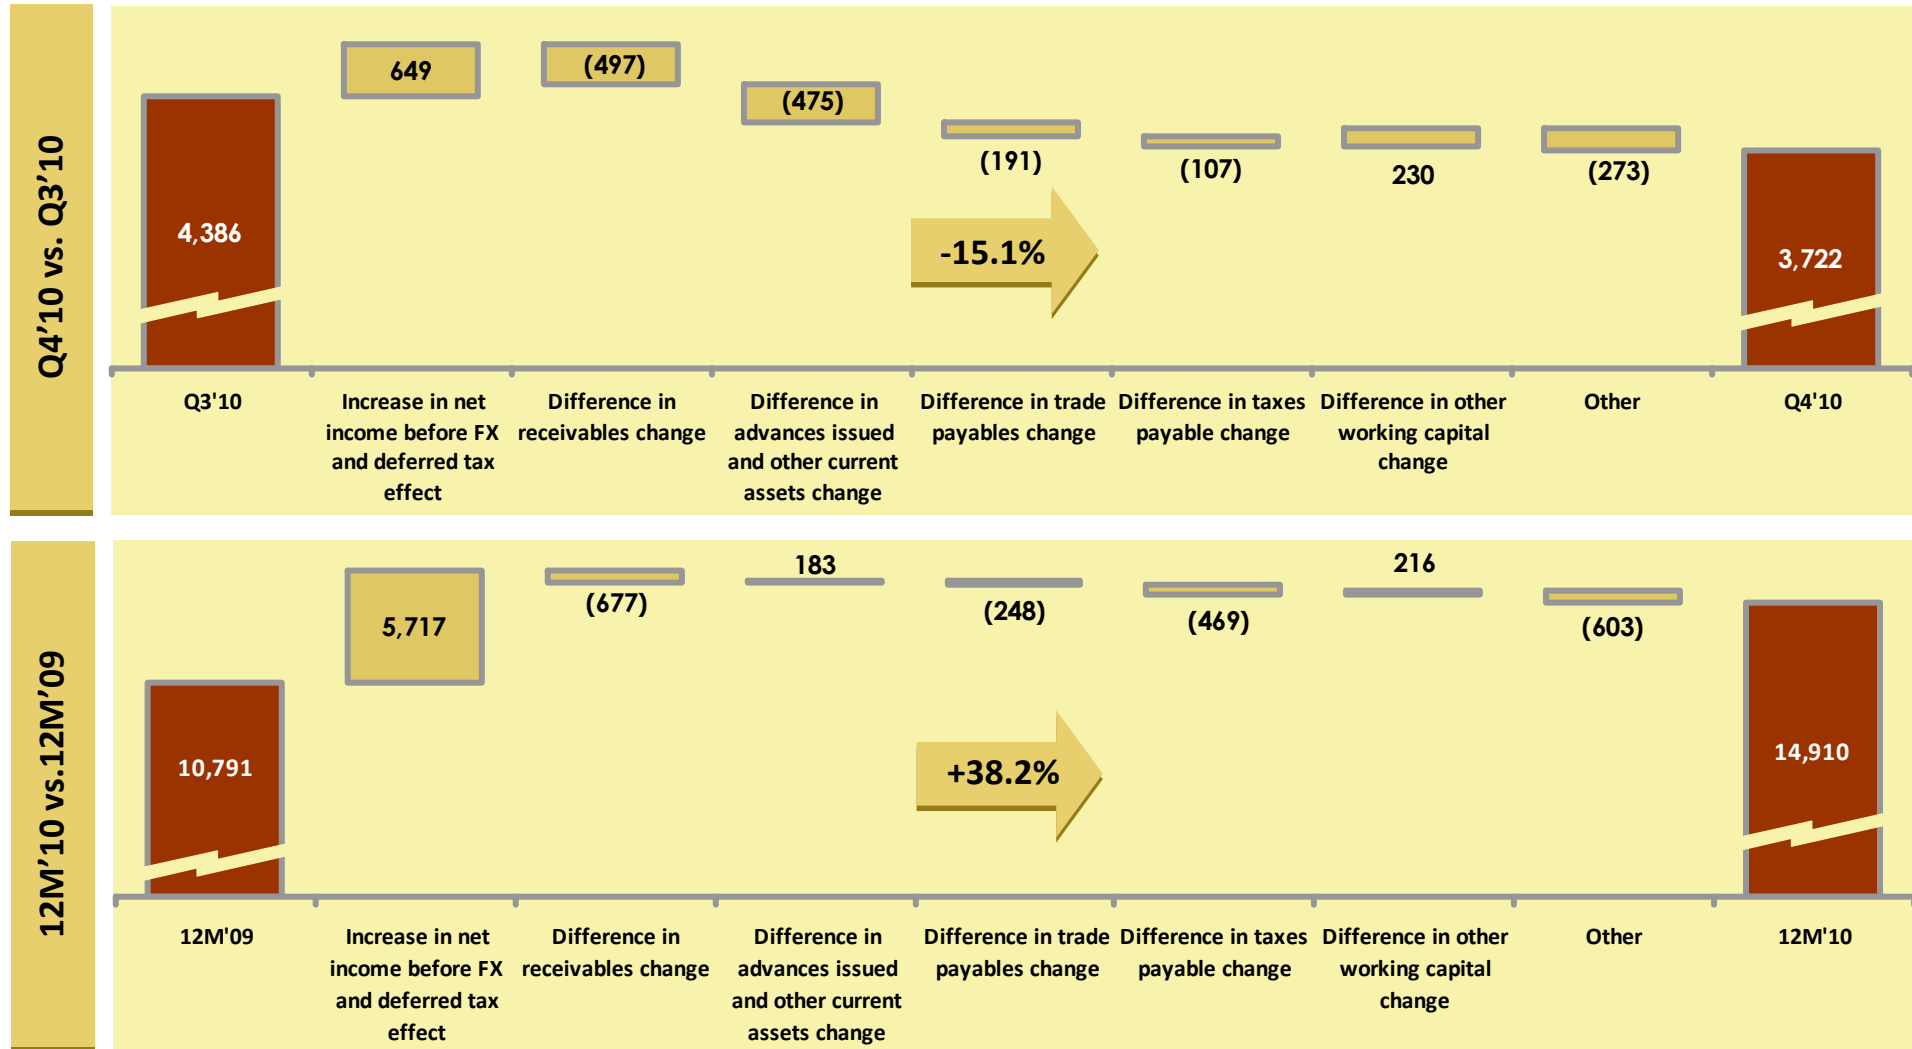 Q4’10 vs. Q3’10
649
(497)
(475)
(191)
(107)
230
(273)
4,386
-15.1%
3,722
Q3'10
Increase in net
income before FX
and deferred tax
effect
Difference in
receivables change
Difference in
advances issued
and other current
assets change
Difference in trade
payables change
Difference in taxes
payable change
Difference in other
working capital
change
Other
Q4'10
12M’10 vs.12M’09
5,717
(677)
183
(248)
(469)
216
(603)
10,791
+38.2%
14,910
12M'09
Increase in net
income before FX
and deferred tax
effect
Difference in
receivables change
Difference in
advances issued
and other current
assets change
Difference in trade
payables change
Difference in taxes
payable change
Difference in other
working capital
change
Other
12M'10